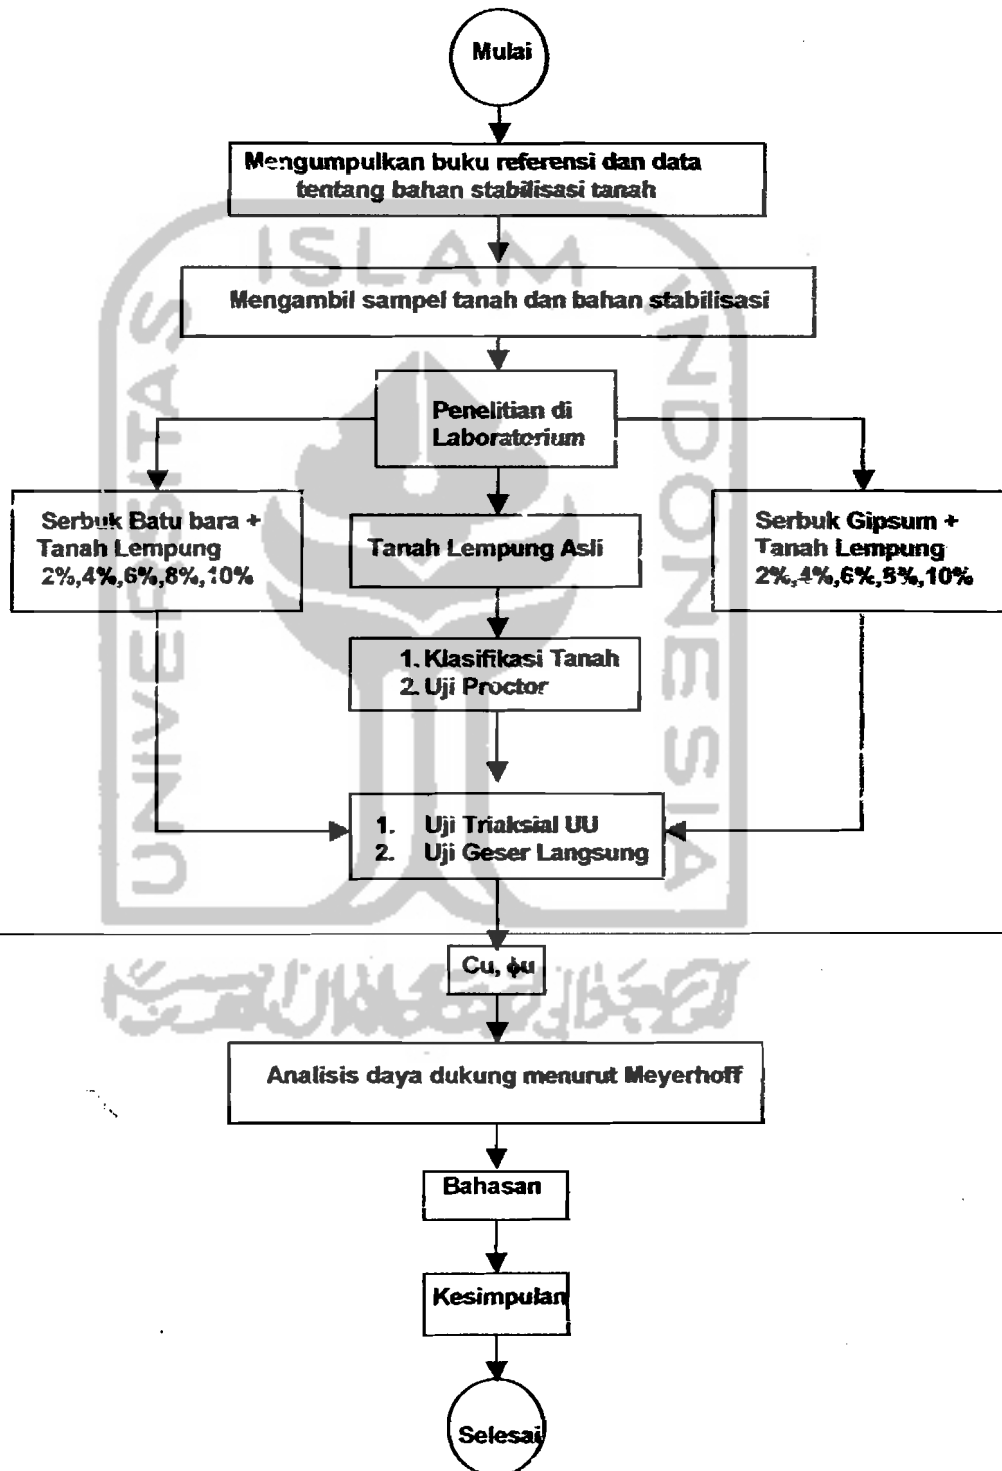 Mulai
Mengumpulkan buku referensi dan data
tentang bahan stabilisasi tanah
ISLAM
UNIVERSITAS
INDONESIA
Mengambil sampel tanah dan bahan stabilisasi
Penelitian di
Laboratorium
Serbuk Batu bara +
Tanah Lempung
2%,4%,6%,8%,10%
Tanah Lempung Asli
Serbuk Gipsum +
Tanah Lempung
2%,4%,6%,8%,10%
1. Klasifikasi Tanah
2. Uji Proctor
1. Uji Triaksial UU
2. Uji Geser Langsung
Cu, ɸu
Analisis daya dukung menurut Meyerhoff
Bahasan
Kesimpulan
Selesai